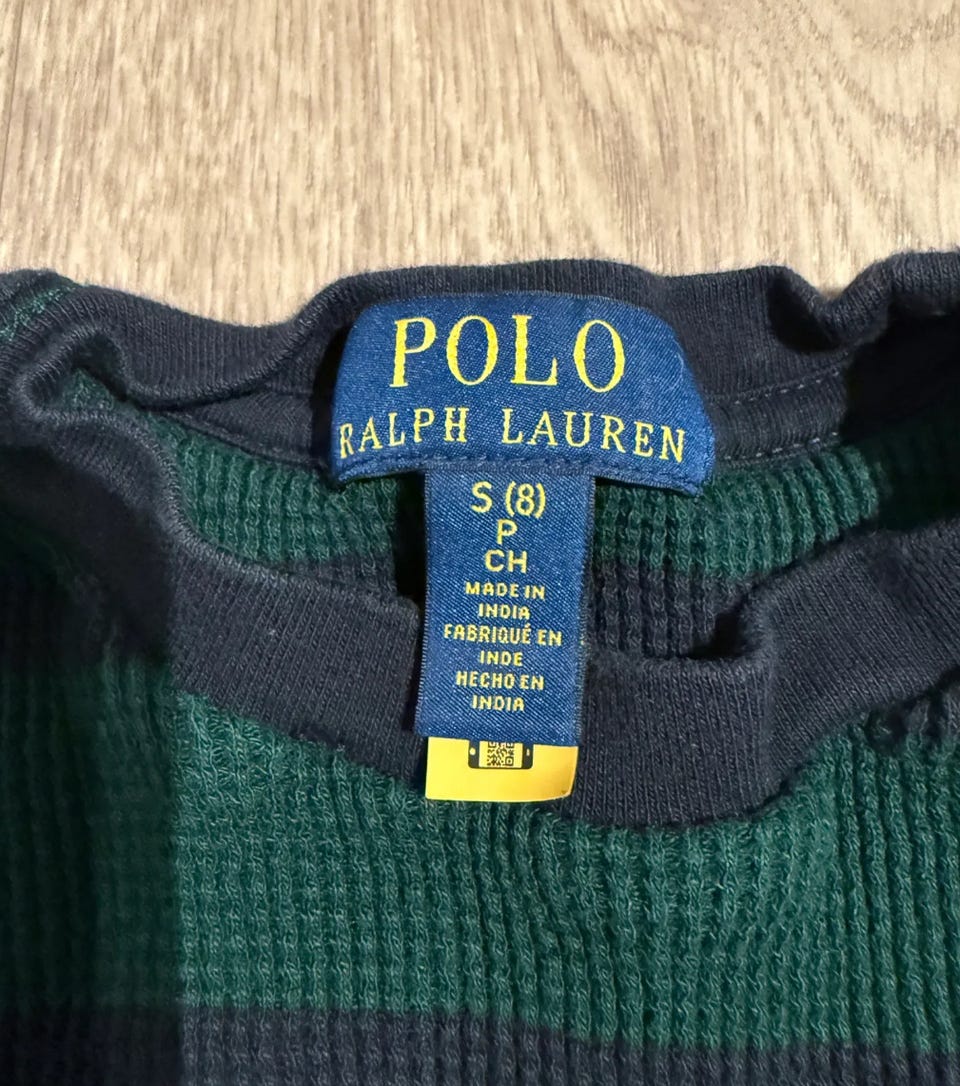 POLO
RALPH LAUREN
S (8)
P
CH
MADE IN
INDIA
FABRIQUÉ EN
INDE
HECHO EN
INDIA